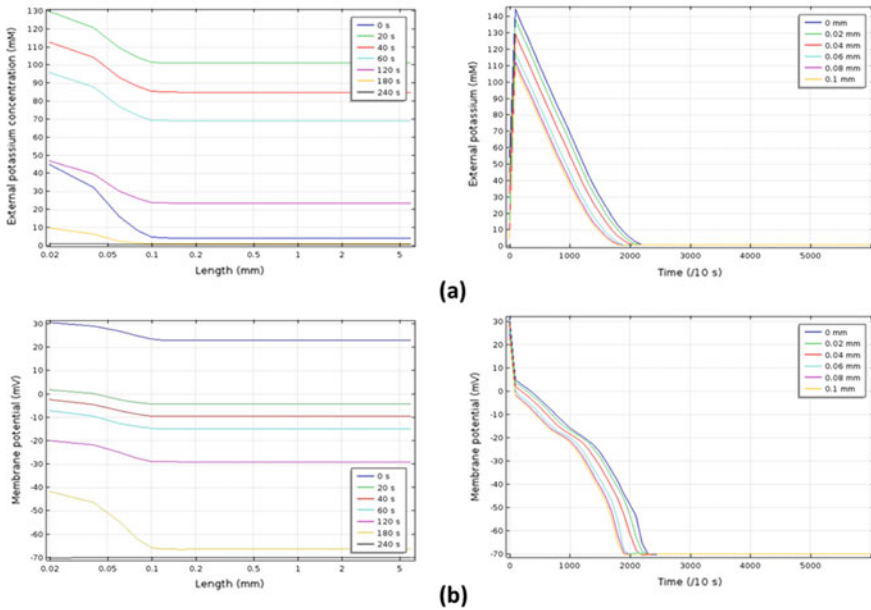 External potassium concentration (mM)
130
120
110
100
90
80
70
60
50
40
30
20
10
0
0.02
0.05
0.1
0.2
0.5
1
2
5
Length (mm)
0 s
20 s
40 s
60 s
120 s
180 s
240 s
External potassium (mM)
140
130
120
110
100
90
80
70
60
50
40
30
20
10
0
0
1000
2000
3000
4000
5000
Time (/10 s)
0 mm
0.02 mm
0.04 mm
0.06 mm
0.08 mm
0.1 mm
(a)
Membrane potential (mV)
30
20
10
0
-10
-20
-30
-40
-50
-60
-70
0.02
0.05
0.1
0.2
0.5
1
2
5
Length (mm)
0 s
20 s
40 s
60 s
120 s
180 s
240 s
Membrane potential (mV)
30
20
10
0
-10
-20
-30
-40
-50
-60
-70
0
1000
2000
3000
4000
5000
Time (/10 s)
0 mm
0.02 mm
0.04 mm
0.06 mm
0.08 mm
0.1 mm
(b)